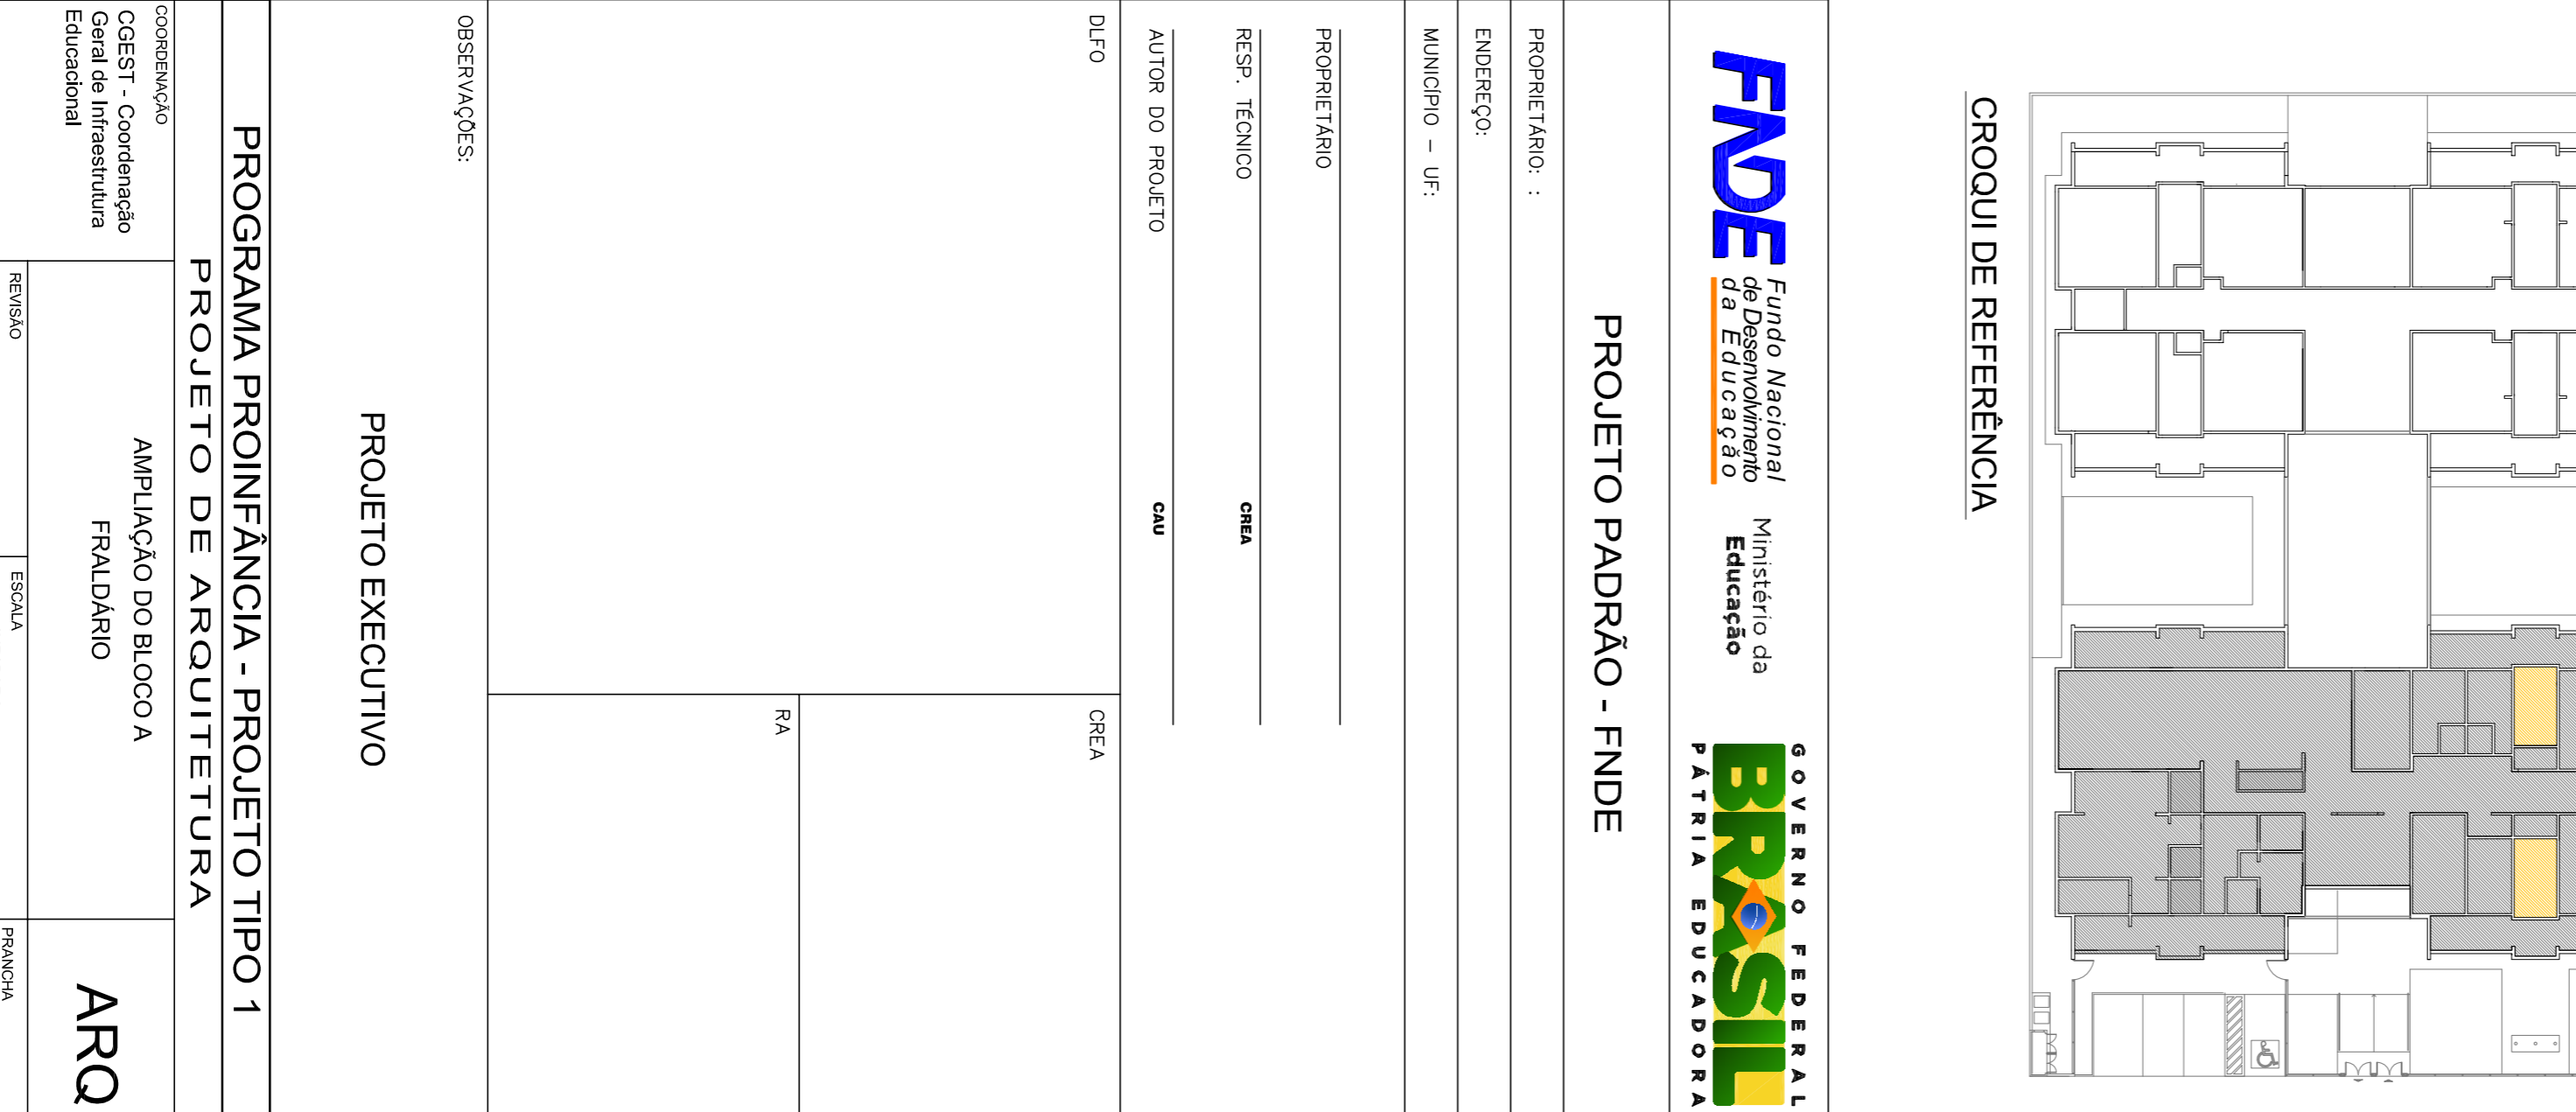 CROQUI DE REFERÊNCIA
FNDE
Fundo Nacional
de Desenvolvimento
da Educação
Ministério da
Educação
GOVERNO FEDERAL
BRASIL
PÁTRIA EDUCADORA
PROJETO PADRÃO - FNDE
PROPRIETÁRIO: :
ENDEREÇO:
MUNICÍPIO – UF:
PROPRIETÁRIO
RESP. TÉCNICO
CREA
AUTOR DO PROJETO
CAU
DLFO
CREA
RA
OBSERVAÇÕES:
PROJETO EXECUTIVO
PROGRAMA PROINFÂNCIA - PROJETO TIPO 1
PROJETO DE ARQUITETURA
COORDENAÇÃO
CGEST - Coordenação
Geral de Infraestrutura
Educacional
AMPLIAÇÃO DO BLOCO A
FRALDÁRIO
ARQ
REVISÃO
ESCALA
PRANCHA